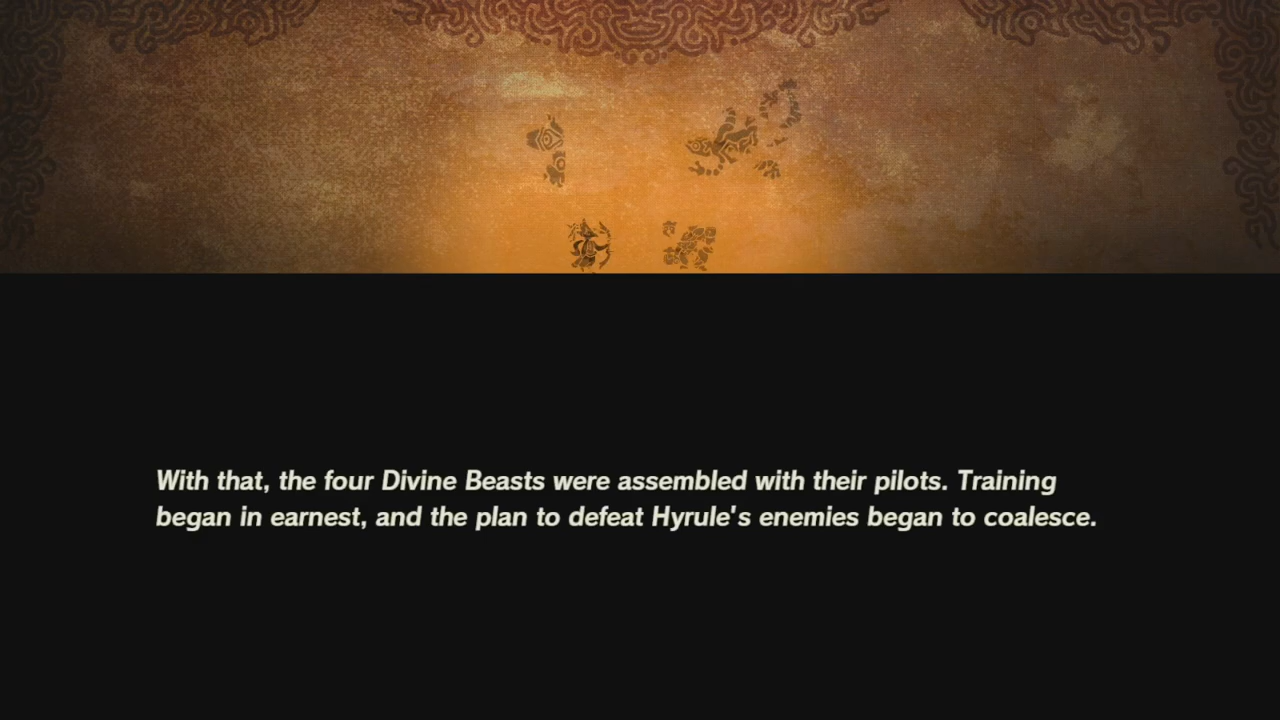 With that, the four Divine Beasts were assembled with their pilots. Training
began in earnest, and the plan to defeat Hyrule's enemies began to coalesce.